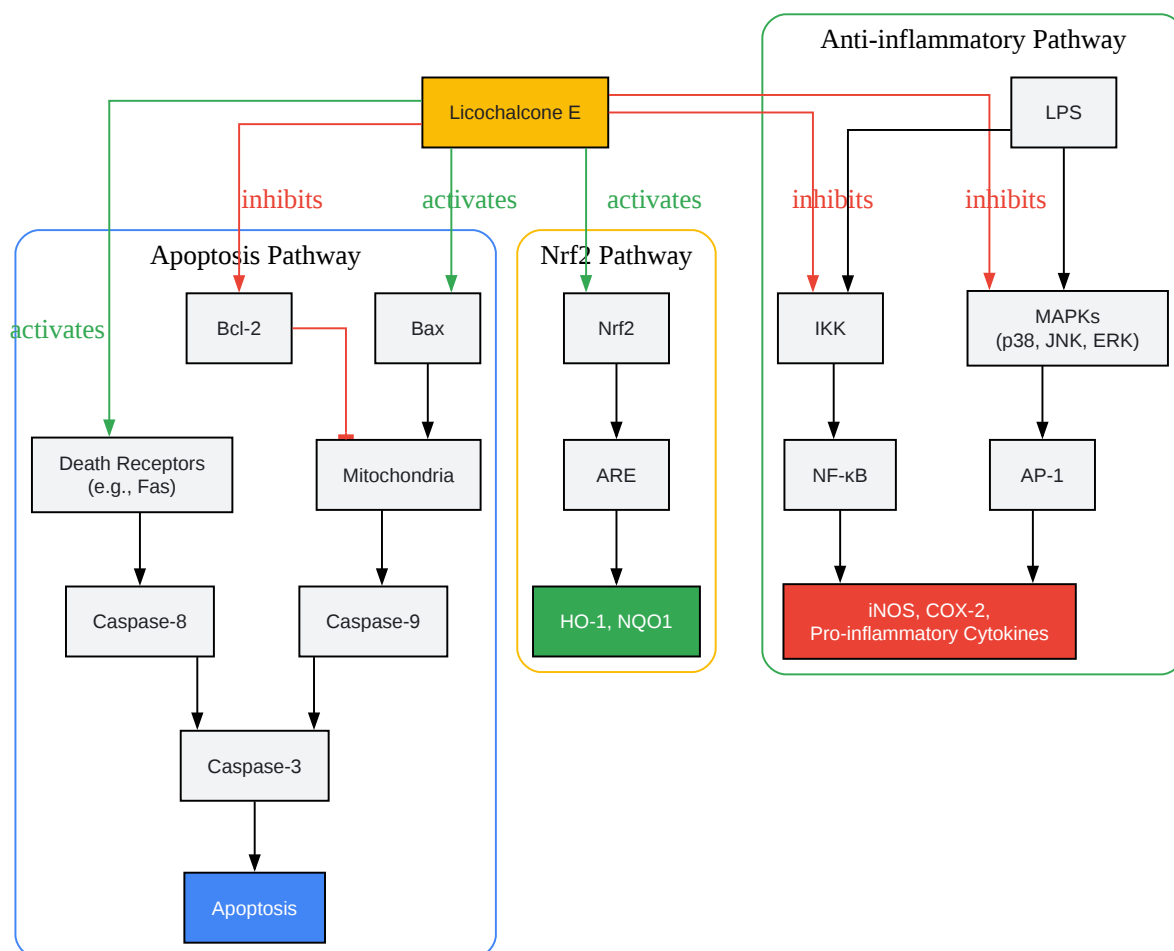 Anti-inflammatory Pathway
Licochalcone E
LPS
inhibits
activates
activates
inhibits
inhibits
Apoptosis Pathway
Nrf2 Pathway
activates
Bcl-2
Bax
Nrf2
IKK
MAPKs
(p38, JNK, ERK)
Death Receptors
(e.g., Fas)
Mitochondria
ARE
NF-κB
AP-1
Caspase-8
Caspase-9
HO-1, NQO1
iNOS, COX-2,
Pro-inflammatory Cytokines
Caspase-3
Apoptosis